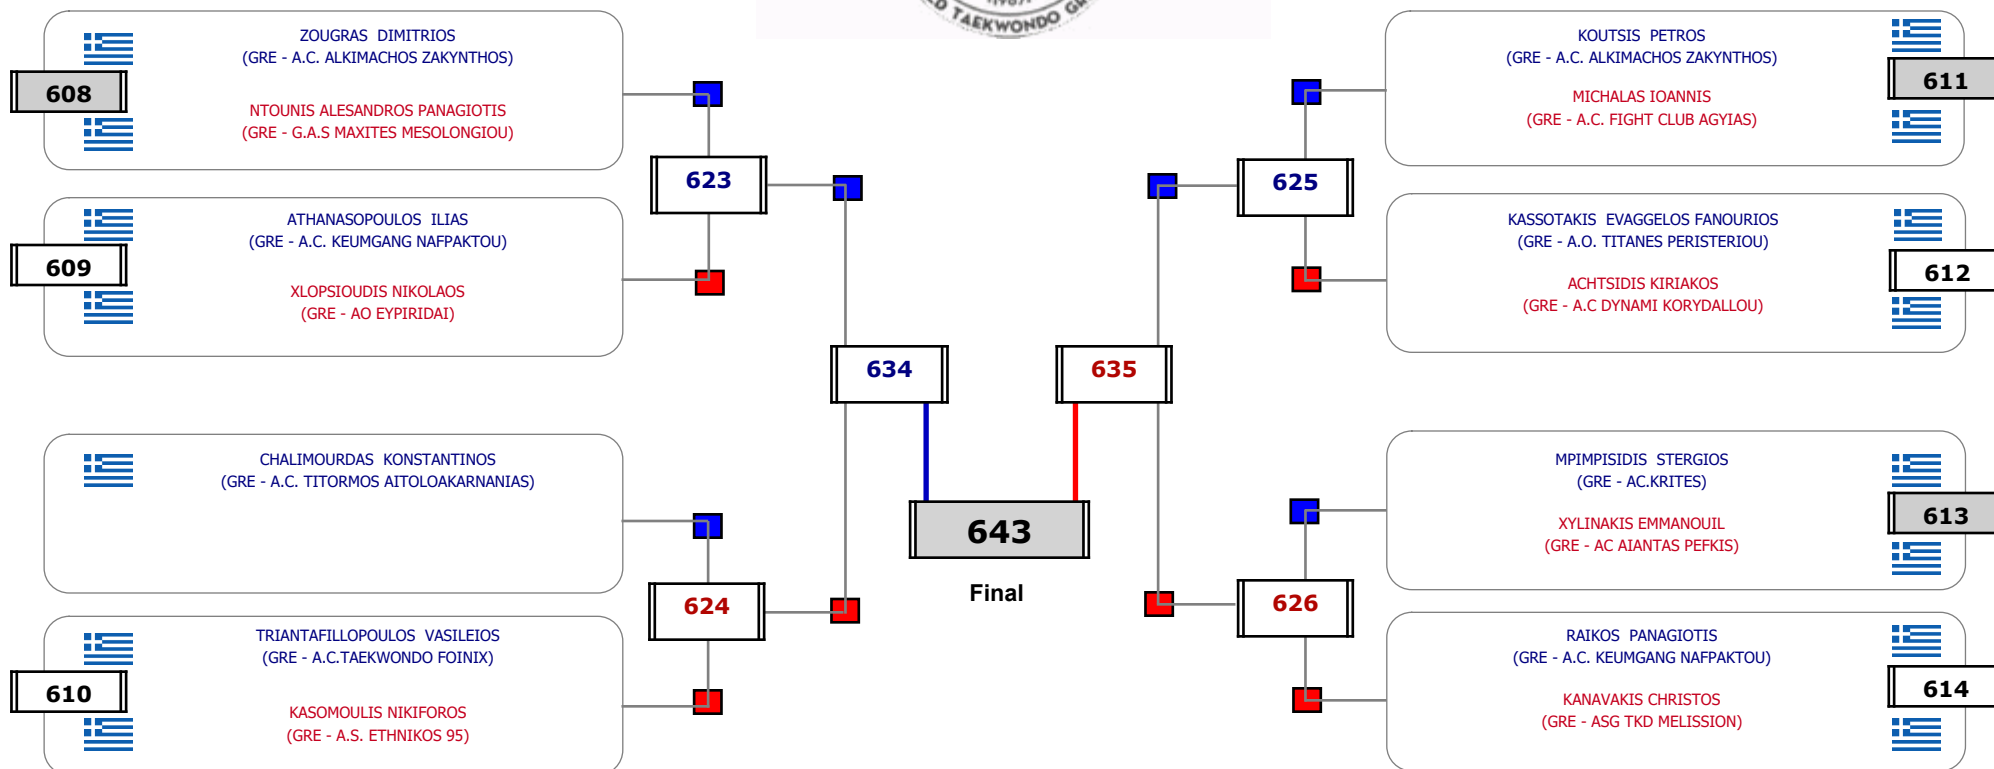 TAEKWONDO
608
ZOUGRAS DIMITRIOS
(GRE - A.C. ALKIMACHOS ZAKYNTHOS)
NTOUNIS ALESANDROS PANAGIOTIS
(GRE - G.A.S MAXITES MESOLONGIOU)
609
ATHANASOPOULOS ILIAS
(GRE - A.C. KEUMGANG NAFPAKTOU)
XLOPSIOUDIS NIKOLAOS
(GRE - AO EYPIRIDAI)
CHALIMOURDAS KONSTANTINOS
(GRE - A.C. TITORMOS AITOLOAKARNANIAS)
610
TRIANTAFILLOPOULOS VASILEIOS
(GRE - A.C.TAEKWONDO FOINIX)
KASOMOULIS NIKIFOROS
(GRE - A.S. ETHNIKOS 95)
623
624
634
643
Final
635
625
626
KOUTSIS PETROS
(GRE - A.C. ALKIMACHOS ZAKYNTHOS)
611
MICHALAS IOANNIS
(GRE - A.C. FIGHT CLUB AGYIAS)
KASSOTAKIS EVAGGELOS FANOURIOS
(GRE - A.O. TITANES PERISTERIOU)
612
ACHTSIDIS KIRIAKOS
(GRE - A.C DYNAMI KORYDALLOU)
MPIMPISIDIS STERGIOS
(GRE - AC.KRITES)
613
XYLINAKIS EMMANOUIL
(GRE - AC AIANTAS PEFKIS)
RAIKOS PANAGIOTIS
(GRE - A.C. KEUMGANG NAFPAKTOU)
614
KANAVAKIS CHRISTOS
(GRE - ASG TKD MELISSION)